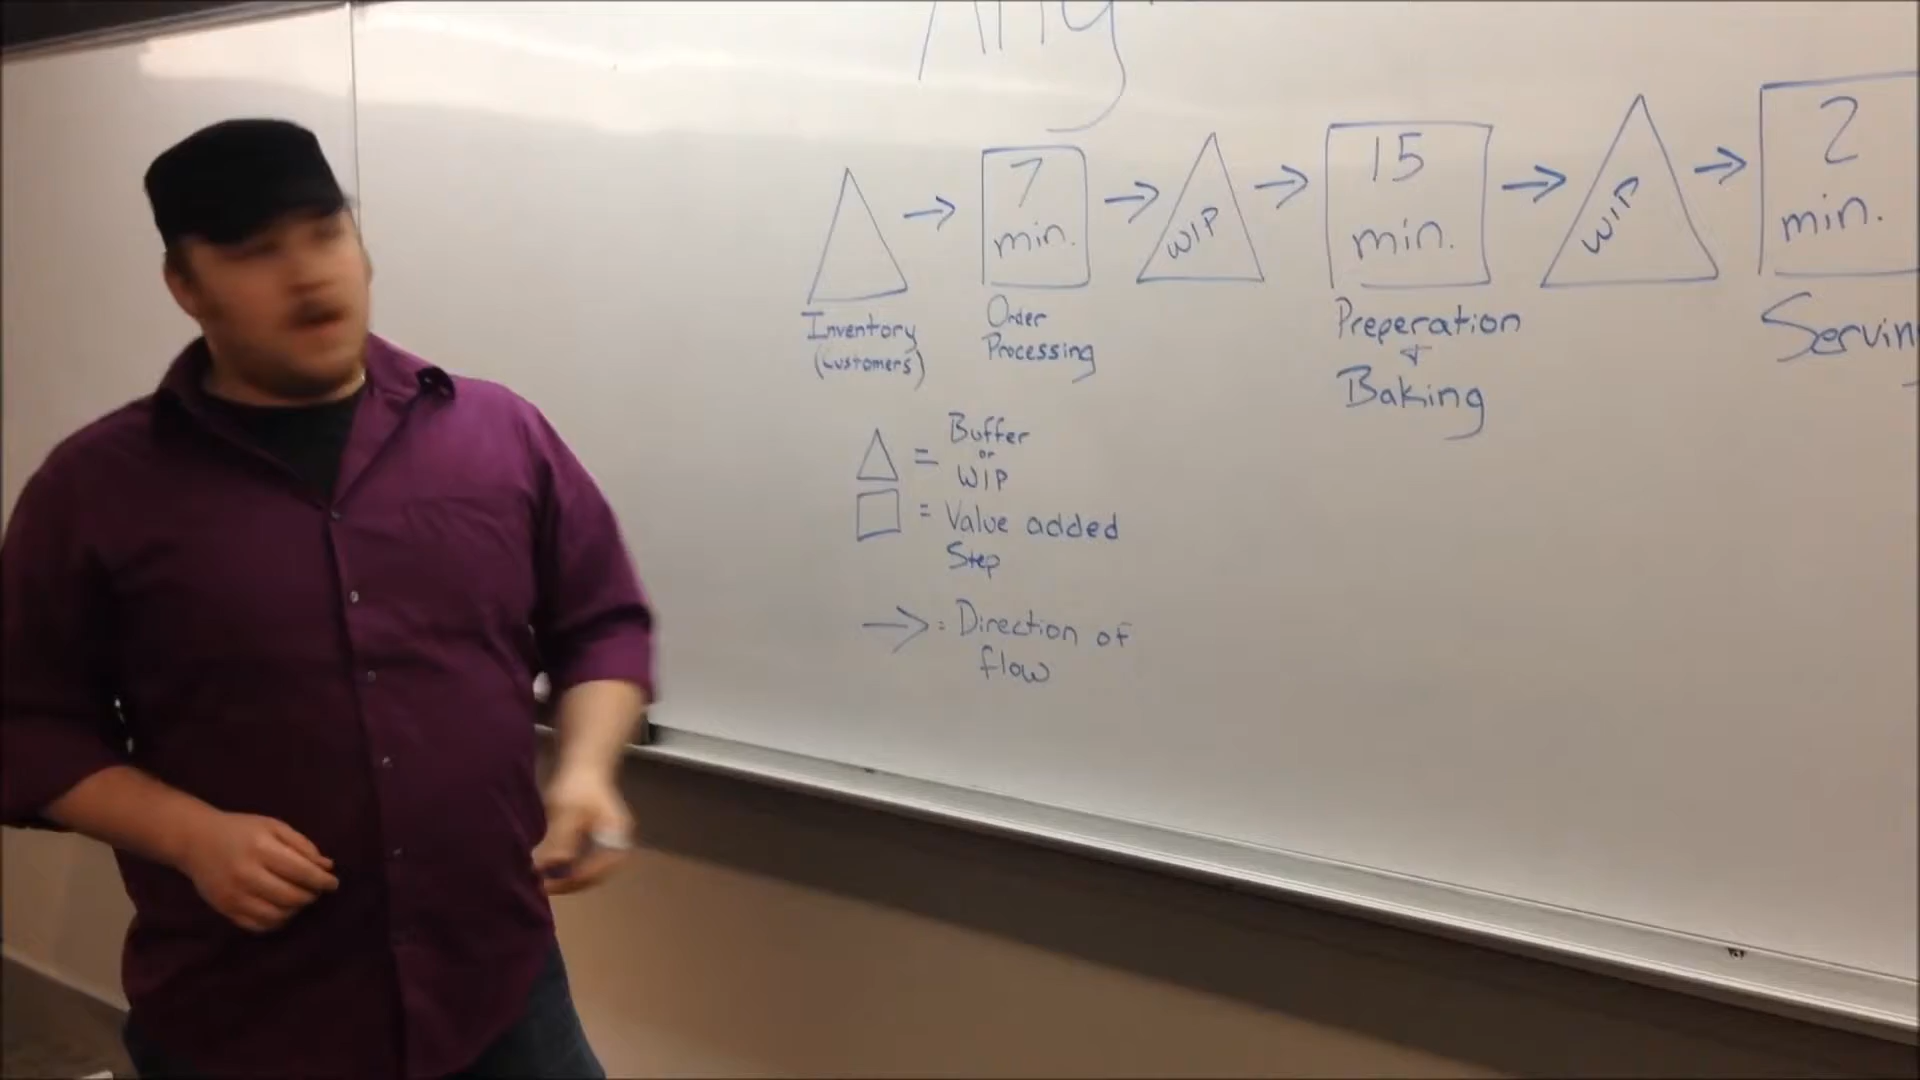 7
min.
WIP
15
min.
WIP
2
min.
Inventory
(Customers)
Order
Processing
Preperation
+
Baking
Servin
= Buffer
or
WIP
= Value added
Step
= Direction of
flow